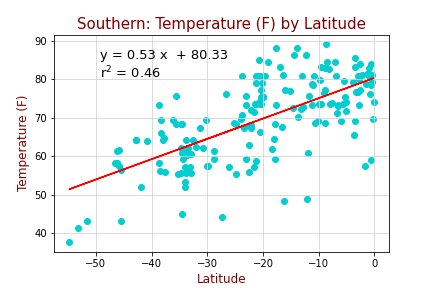 Southern: Temperature (F) by Latitude
y = 0.53 x + 80.33
r² = 0.46
Temperature (F)
90
80
70
60
50
40
−50 −40 −30 −20 −10 0
Latitude